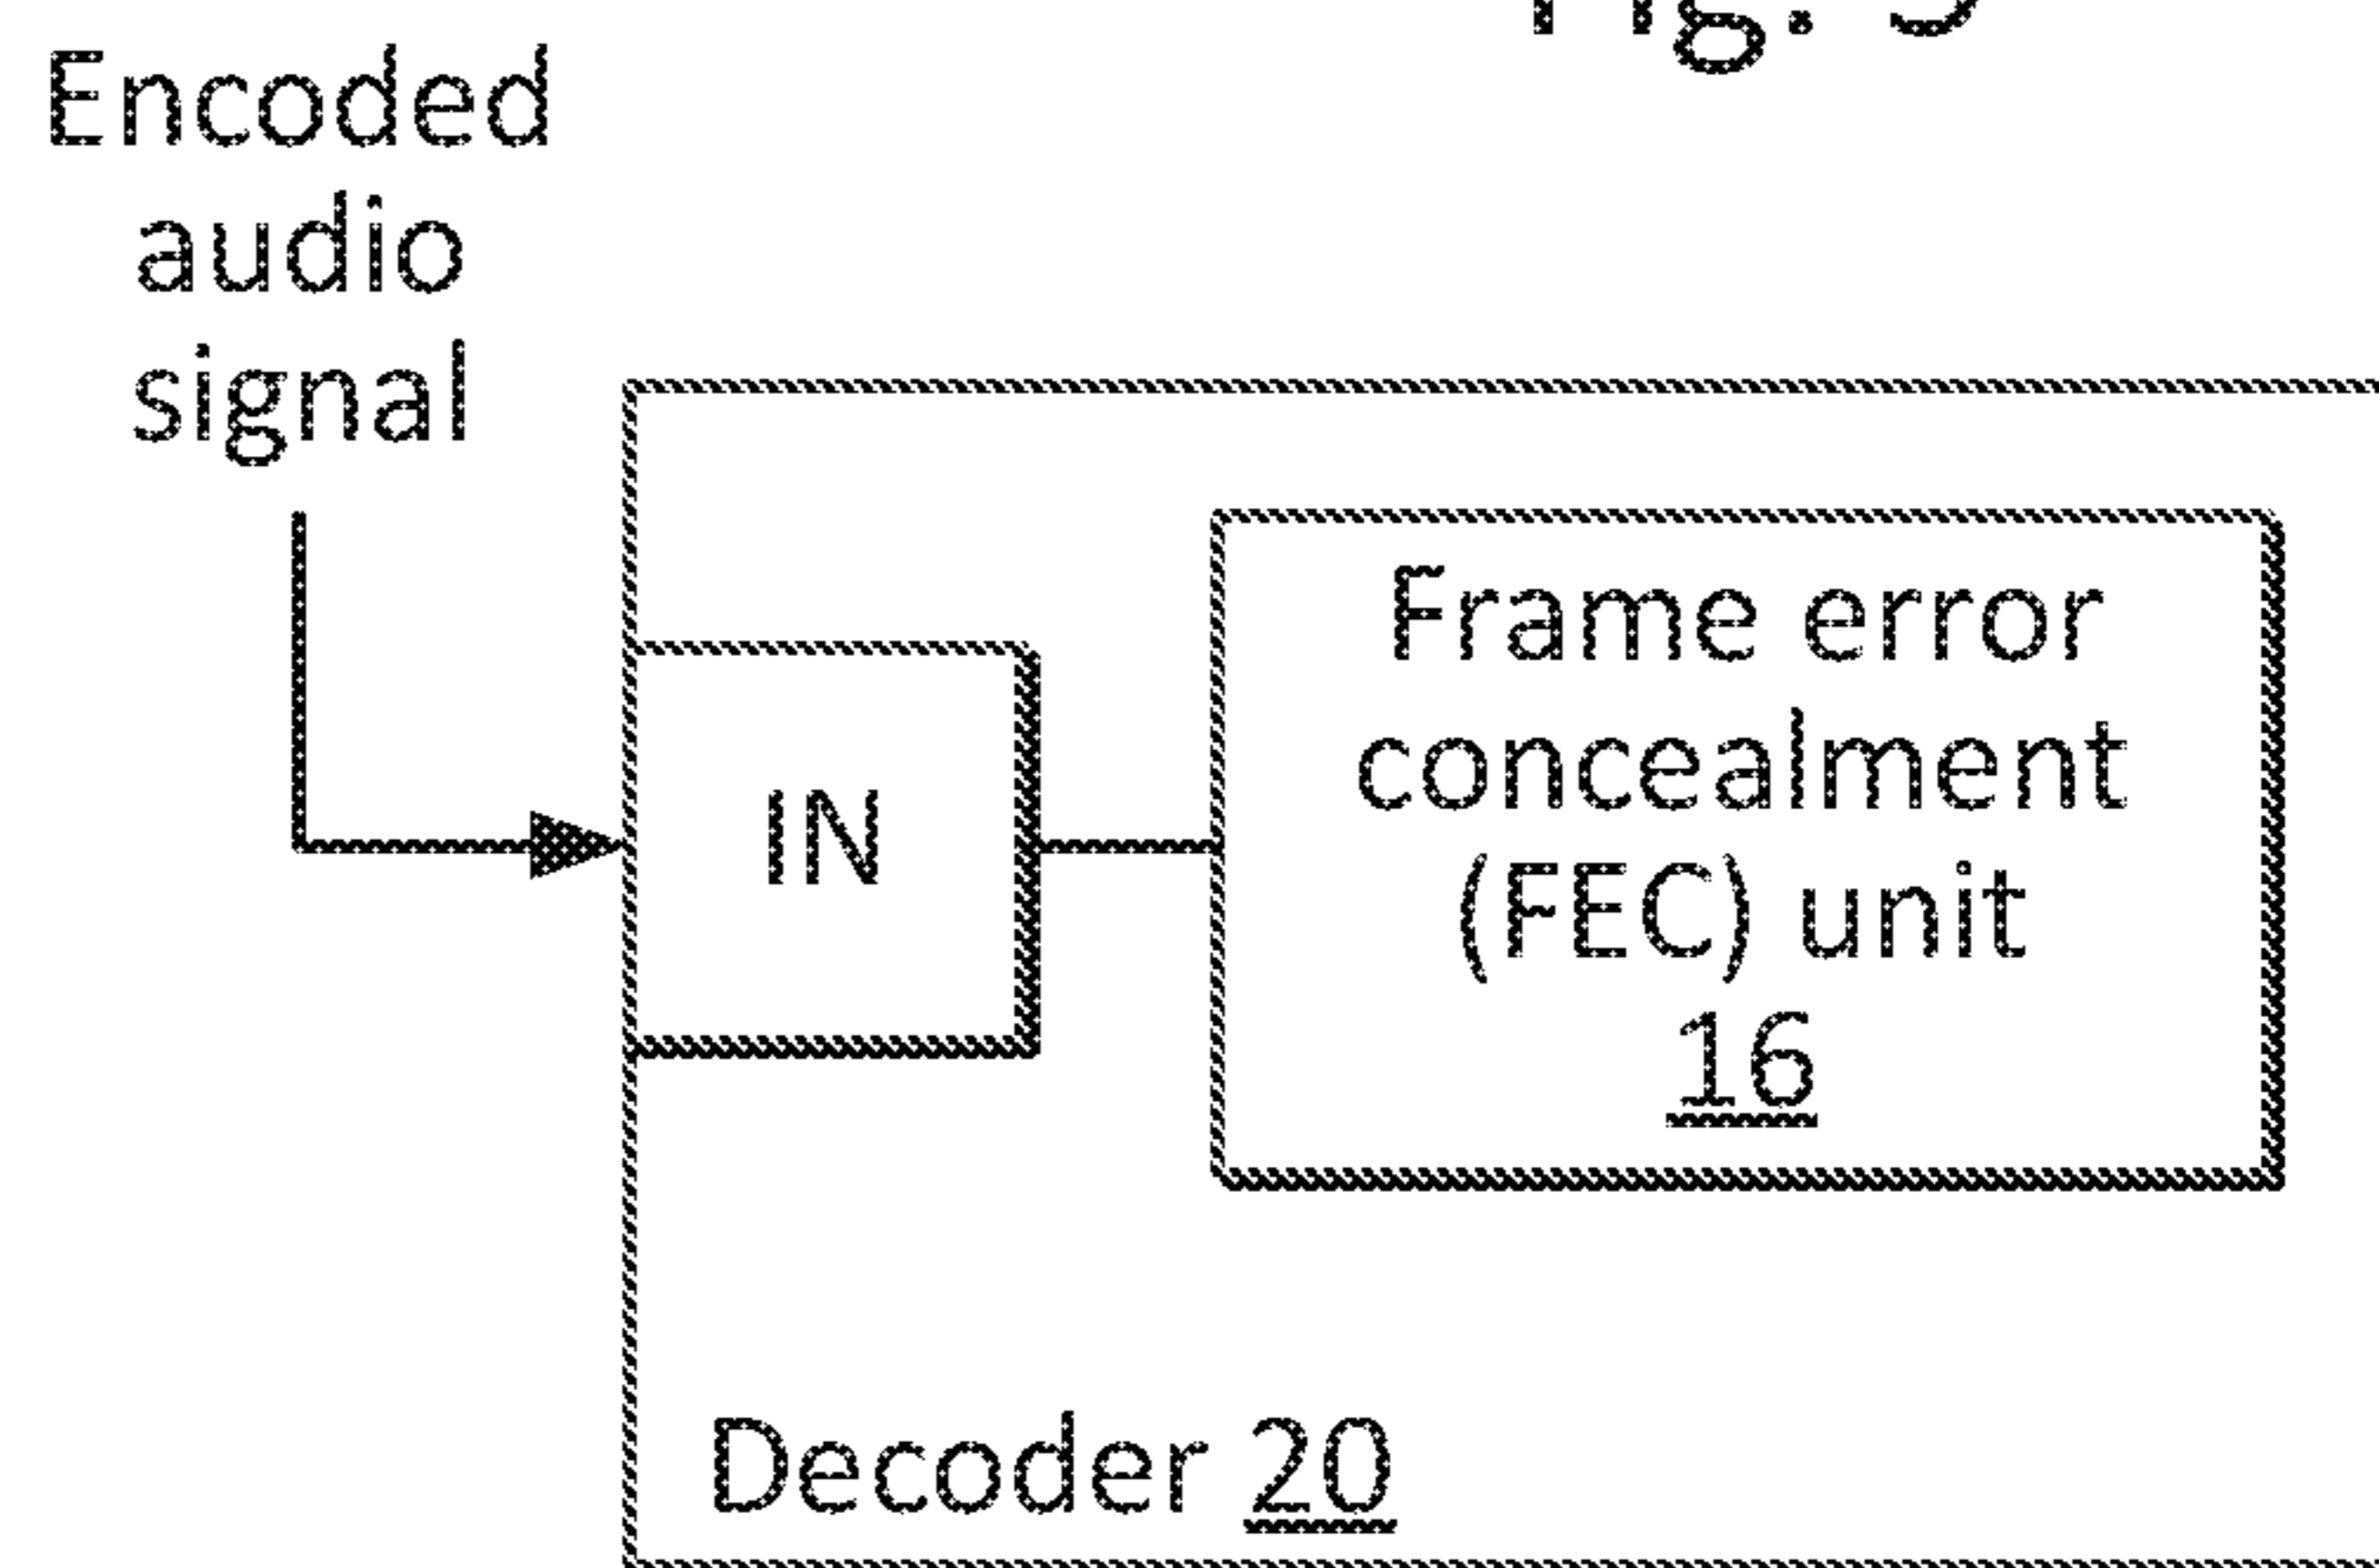 Encoded
audio
signal
IN
Frame error
concealment
(FEC) unit
16
Decoder 20